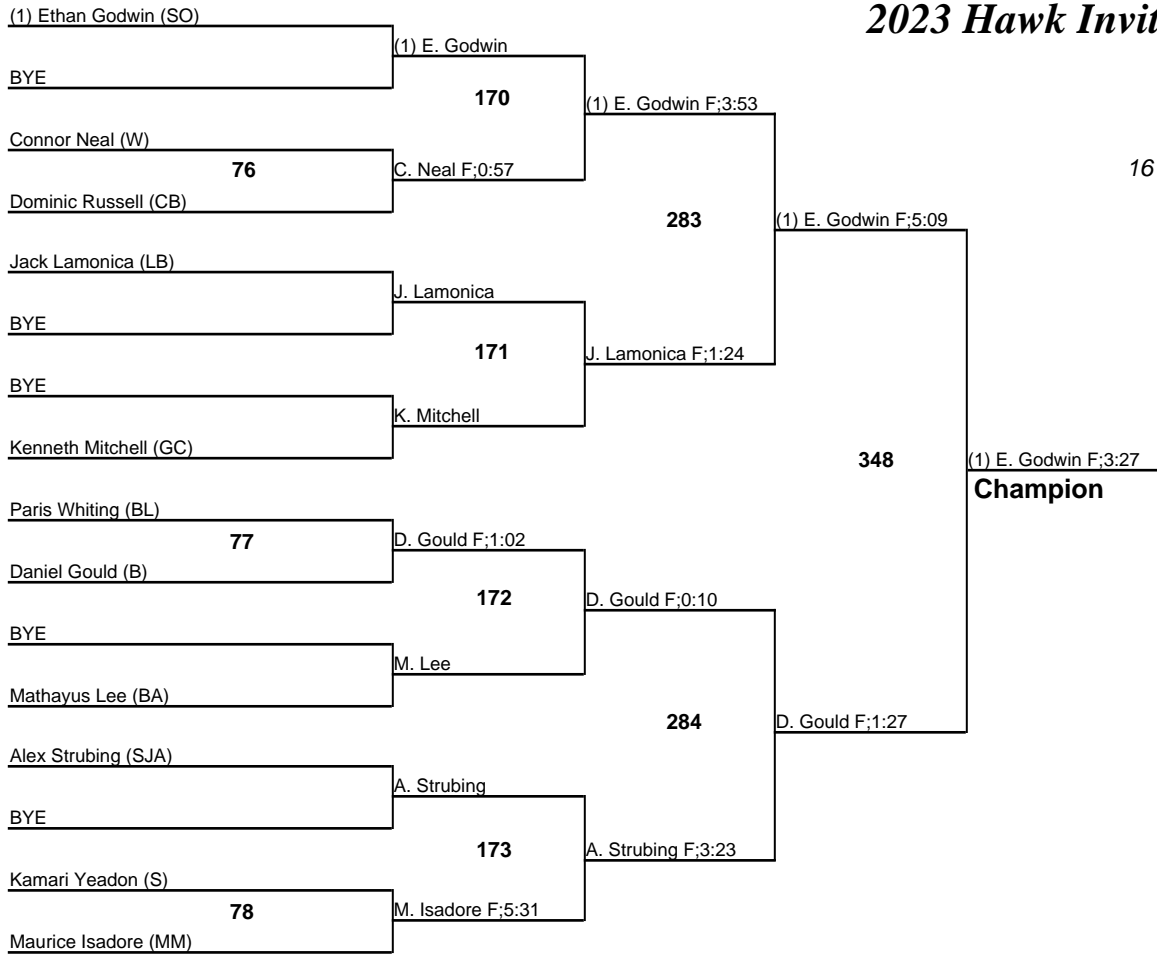 2023 Hawk Invit
16
(1) Ethan Godwin (SO)
BYE
Connor Neal (W)
76
Dominic Russell (CB)
Jack Lamonica (LB)
BYE
BYE
Kenneth Mitchell (GC)
Paris Whiting (BL)
77
Daniel Gould (B)
BYE
Mathayus Lee (BA)
Alex Strubing (SJA)
BYE
Kamari Yeadon (S)
78
Maurice Isadore (MM)
(1) E. Godwin
170
C. Neal F;0:57
J. Lamonica
171
K. Mitchell
D. Gould F;1:02
172
M. Lee
A. Strubing
173
M. Isadore F;5:31
(1) E. Godwin F;3:53
283
J. Lamonica F;1:24
D. Gould F;0:10
284
A. Strubing F;3:23
(1) E. Godwin F;5:09
348
D. Gould F;1:27
(1) E. Godwin F;3:27
Champion